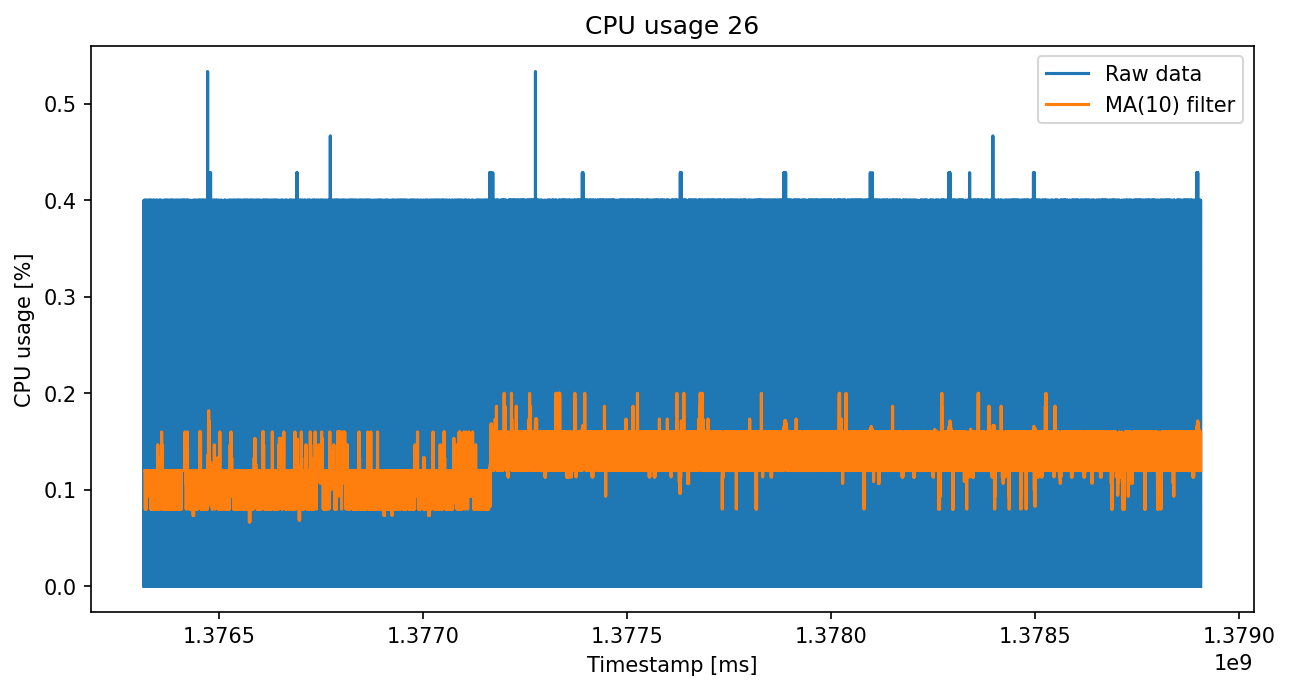 CPU usage 26
Raw data
MA(10) filter
CPU usage [%]
0.5
0.4
0.3
0.2
0.1
0.0
1.3765 1.3770 1.3775 1.3780 1.3785 1.3790
1e9
Timestamp [ms]